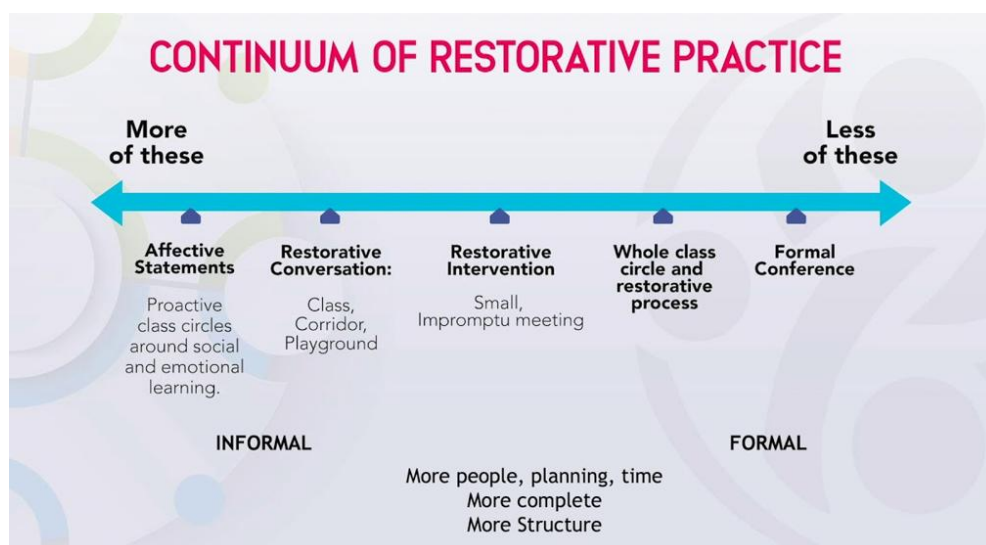 CONTINUUM OF RESTORATIVE PRACTICE
More
of these
Less
of these
Affective
Statements
Proactive
class circles
around social
and emotional
learning.
Restorative
Conversation:
Class,
Corridor,
Playground
Restorative
Intervention
Small,
Impromptu meeting
Whole class
circle and
restorative
process
Formal
Conference
INFORMAL
FORMAL
More people, planning, time
More complete
More Structure